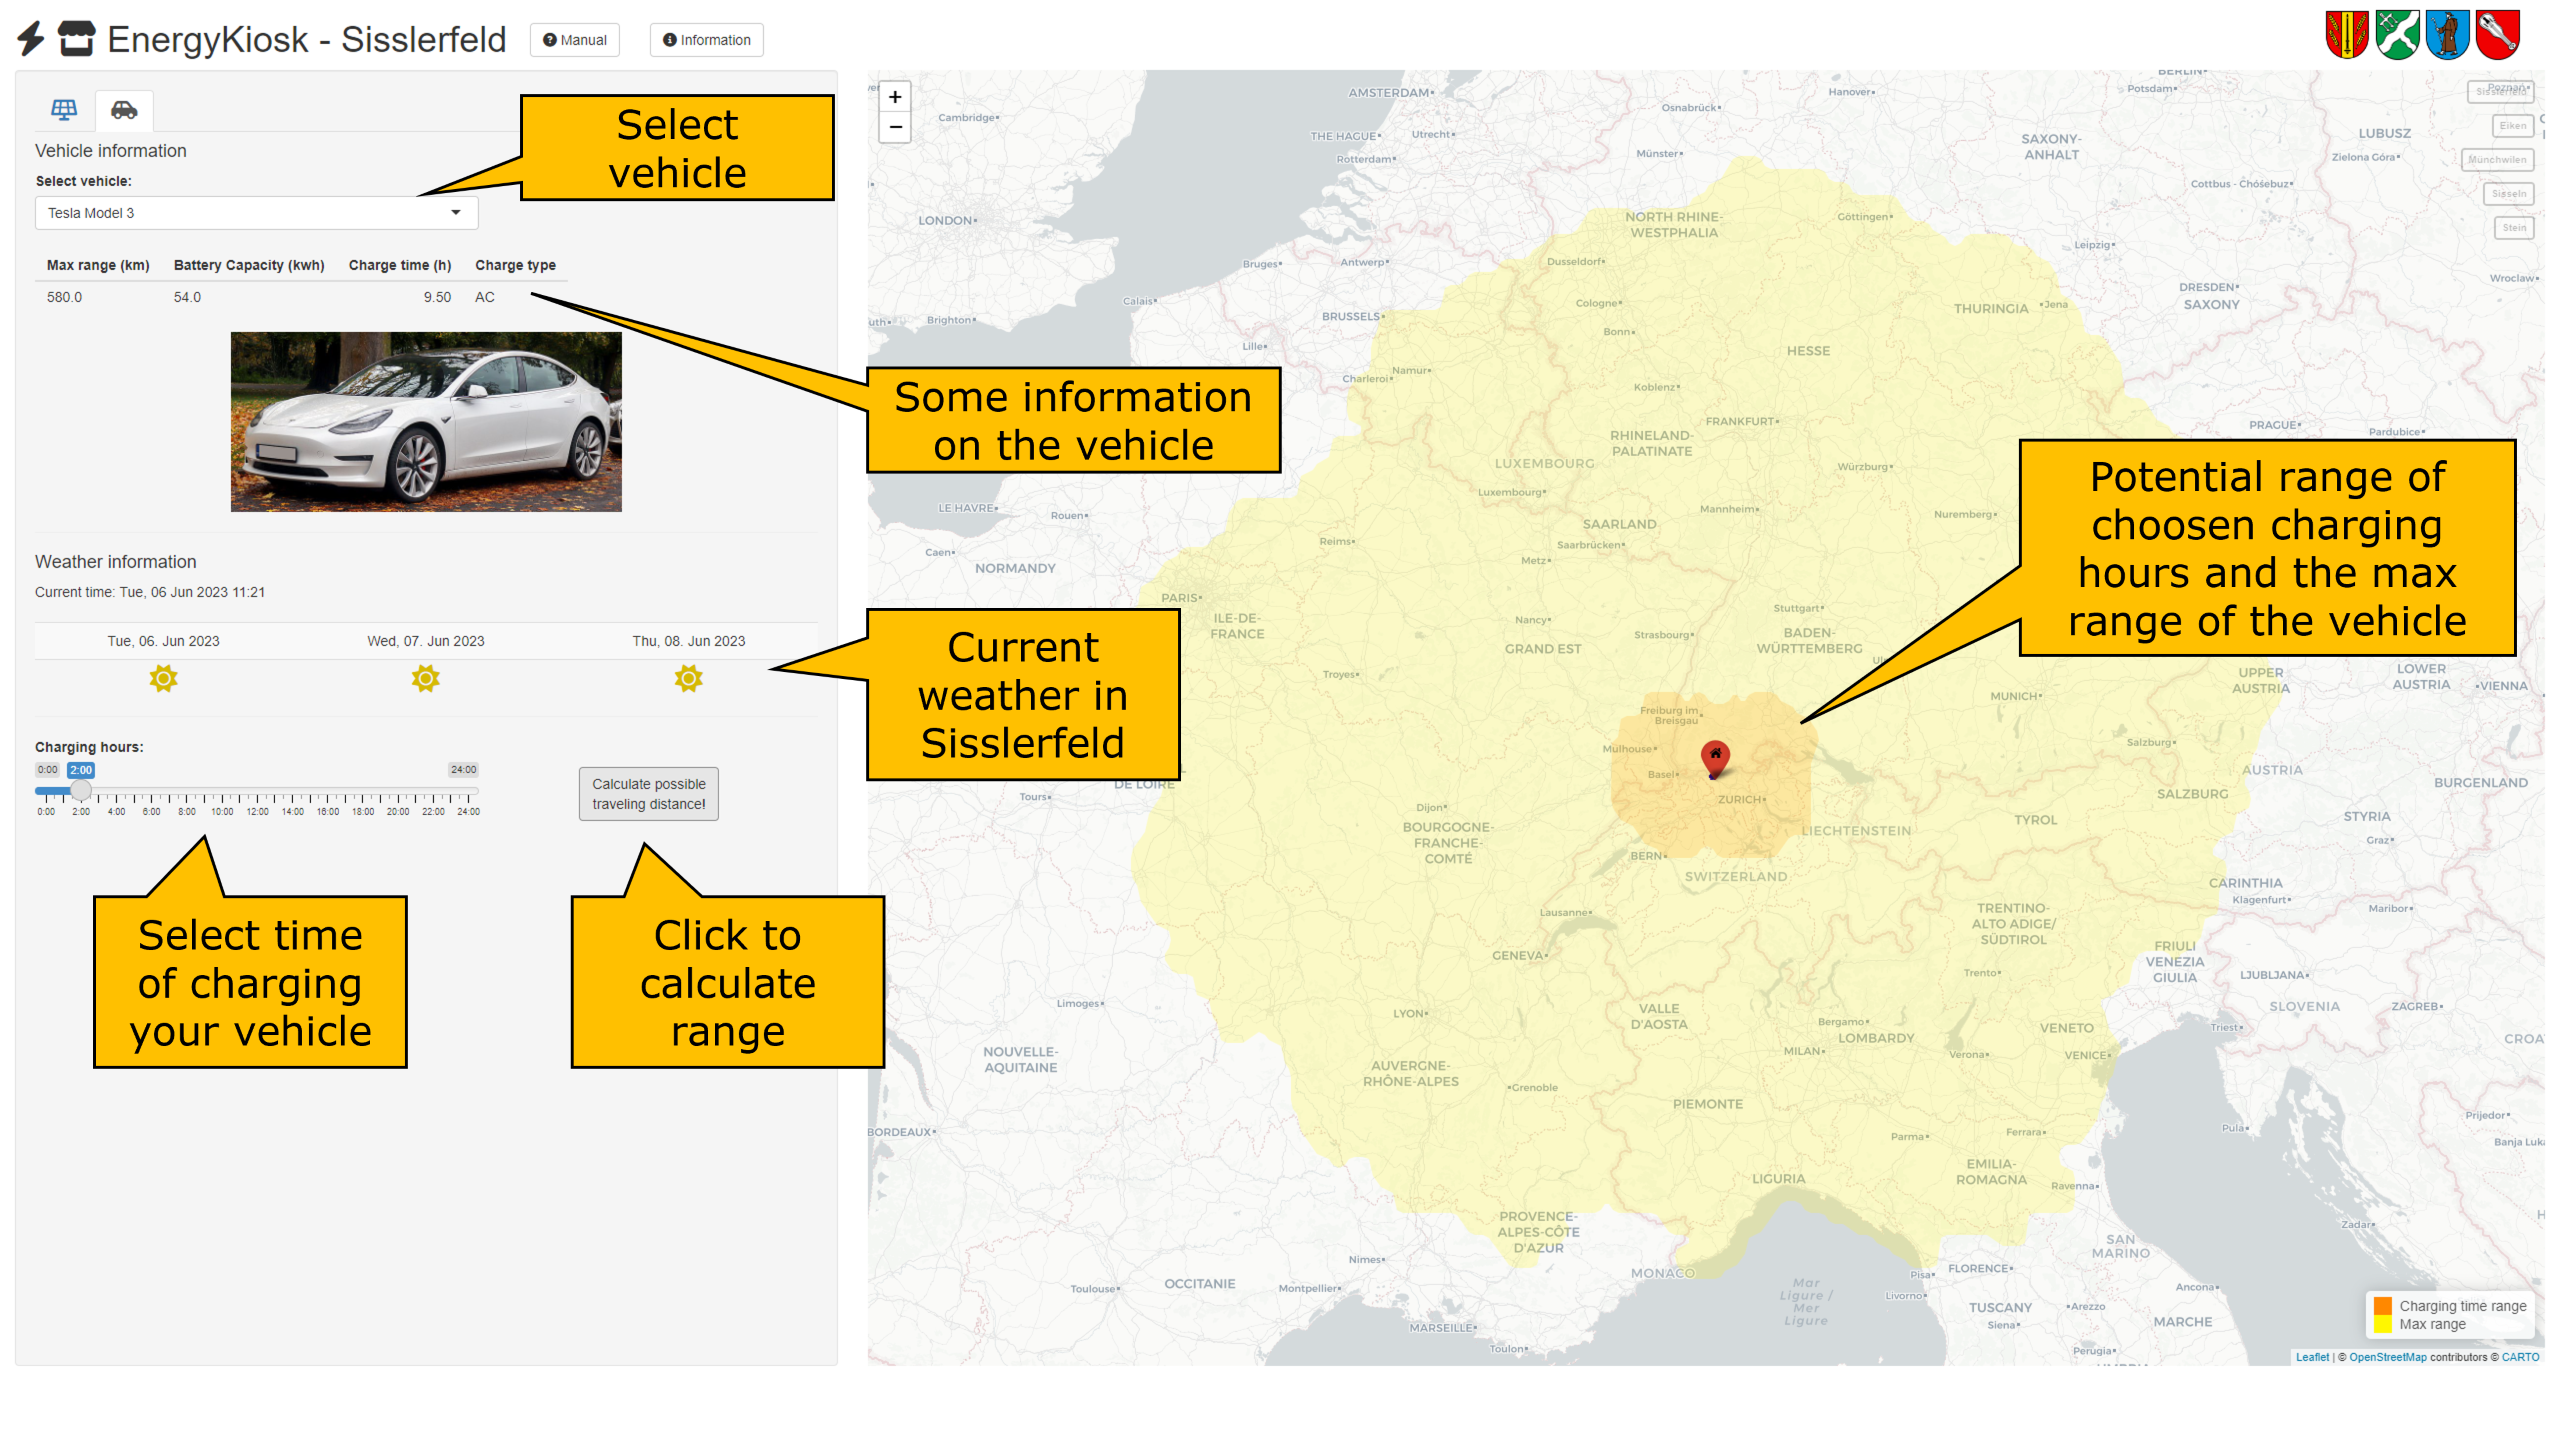 EnergyKiosk - Sisslerfeld
Manual
Information
Vehicle information
Select vehicle:
Tesla Model 3
Max range (km) Battery Capacity (kwh) Charge time (h) Charge type
580.0 54.0 9.50 AC
Weather information
Current time: Tue, 06 Jun 2023 11:21
Tue, 06. Jun 2023 Wed, 07. Jun 2023 Thu, 08. Jun 2023
Charging hours:
0:00 2:00 24:00
0:00 2:00 4:00 6:00 8:00 10:00 12:00 14:00 16:00 18:00 20:00 22:00 24:00
Calculate possible
traveling distance!
Select
vehicle
Some information
on the vehicle
Current
weather in
Sisslerfeld
Select time
of charging
your vehicle
Click to
calculate
range
Potential range of
choosen charging
hours and the max
range of the vehicle
+
−
Sisslerfeld
Eiken
Münchwilen
Sisseln
Stein
BERLIN
AMSTERDAM
Hanover
Potsdam
Poznań
Osnabrück
Cambridge
THE HAGUE
Utrecht
SAXONY-
ANHALT
LUBUSZ
Rotterdam
Münster
Zielona Góra
Cottbus - Chóśebuz
LONDON
NORTH RHINE-
WESTPHALIA
Göttingen
Leipzig
Bruges
Antwerp
Dusseldorf
Wroclaw
DRESDEN
SAXONY
Calais
Cologne
THURINGIA
Jena
Brighton
BRUSSELS
Bonn
Lille
HESSE
Namur
Charleroi
Koblenz
FRANKFURT
PRAGUE
Pardubice
RHINELAND-
PALATINATE
LUXEMBOURG
Würzburg
Luxembourg
LE HAVRE
Rouen
Mannheim
Nuremberg
SAARLAND
Reims
Saarbrücken
Caen
Metz
NORMANDY
PARIS
ILE-DE-
FRANCE
Stuttgart
Nancy
Strasbourg
BADEN-
WÜRTTEMBERG
GRAND EST
Troyes
UPPER
AUSTRIA
LOWER
AUSTRIA
VIENNA
MUNICH
Freiburg im
Breisgau
Mulhouse
Salzburg
Basel
AUSTRIA
BURGENLAND
DE LOIRE
Tours
ZURICH
SALZBURG
Dijon
STYRIA
BOURGOGNE-
FRANCHE-
COMTÉ
TYROL
LIECHTENSTEIN
Graz
BERN
SWITZERLAND
CARINTHIA
Klagenfurt
Maribor
Lausanne
TRENTINO-
ALTO ADIGE/
SÜDTIROL
FRIULI
VENEZIA
GIULIA
GENEVA
Trento
LJUBLJANA
Limoges
VALLE
D'AOSTA
SLOVENIA
ZAGREB
LYON
Bergamo
LOMBARDY
VENETO
Triest
CROA
NOUVELLE-
AQUITAINE
MILAN
Verona
VENICE
AUVERGNE-
RHÔNE-ALPES
Grenoble
PIEMONTE
Prijedor
BORDEAUX
Parma
Ferrara
Pula
Banja Luk
EMILIA-
ROMAGNA
LIGURIA
Ravenna
PROVENCE-
ALPES-CÔTE
D'AZUR
Zadar
SAN
MARINO
Nimes
MONACO
Pisa
FLORENCE
Toulouse
OCCITANIE
Montpellier
Mar
Ligure /
Mer
Ligure
Ancona
Livorno
TUSCANY
Arezzo
Siena
MARCHE
MARSEILLE
Toulon
Perugia
Charging time range
Max range
Leaflet | © OpenStreetMap contributors © CARTO